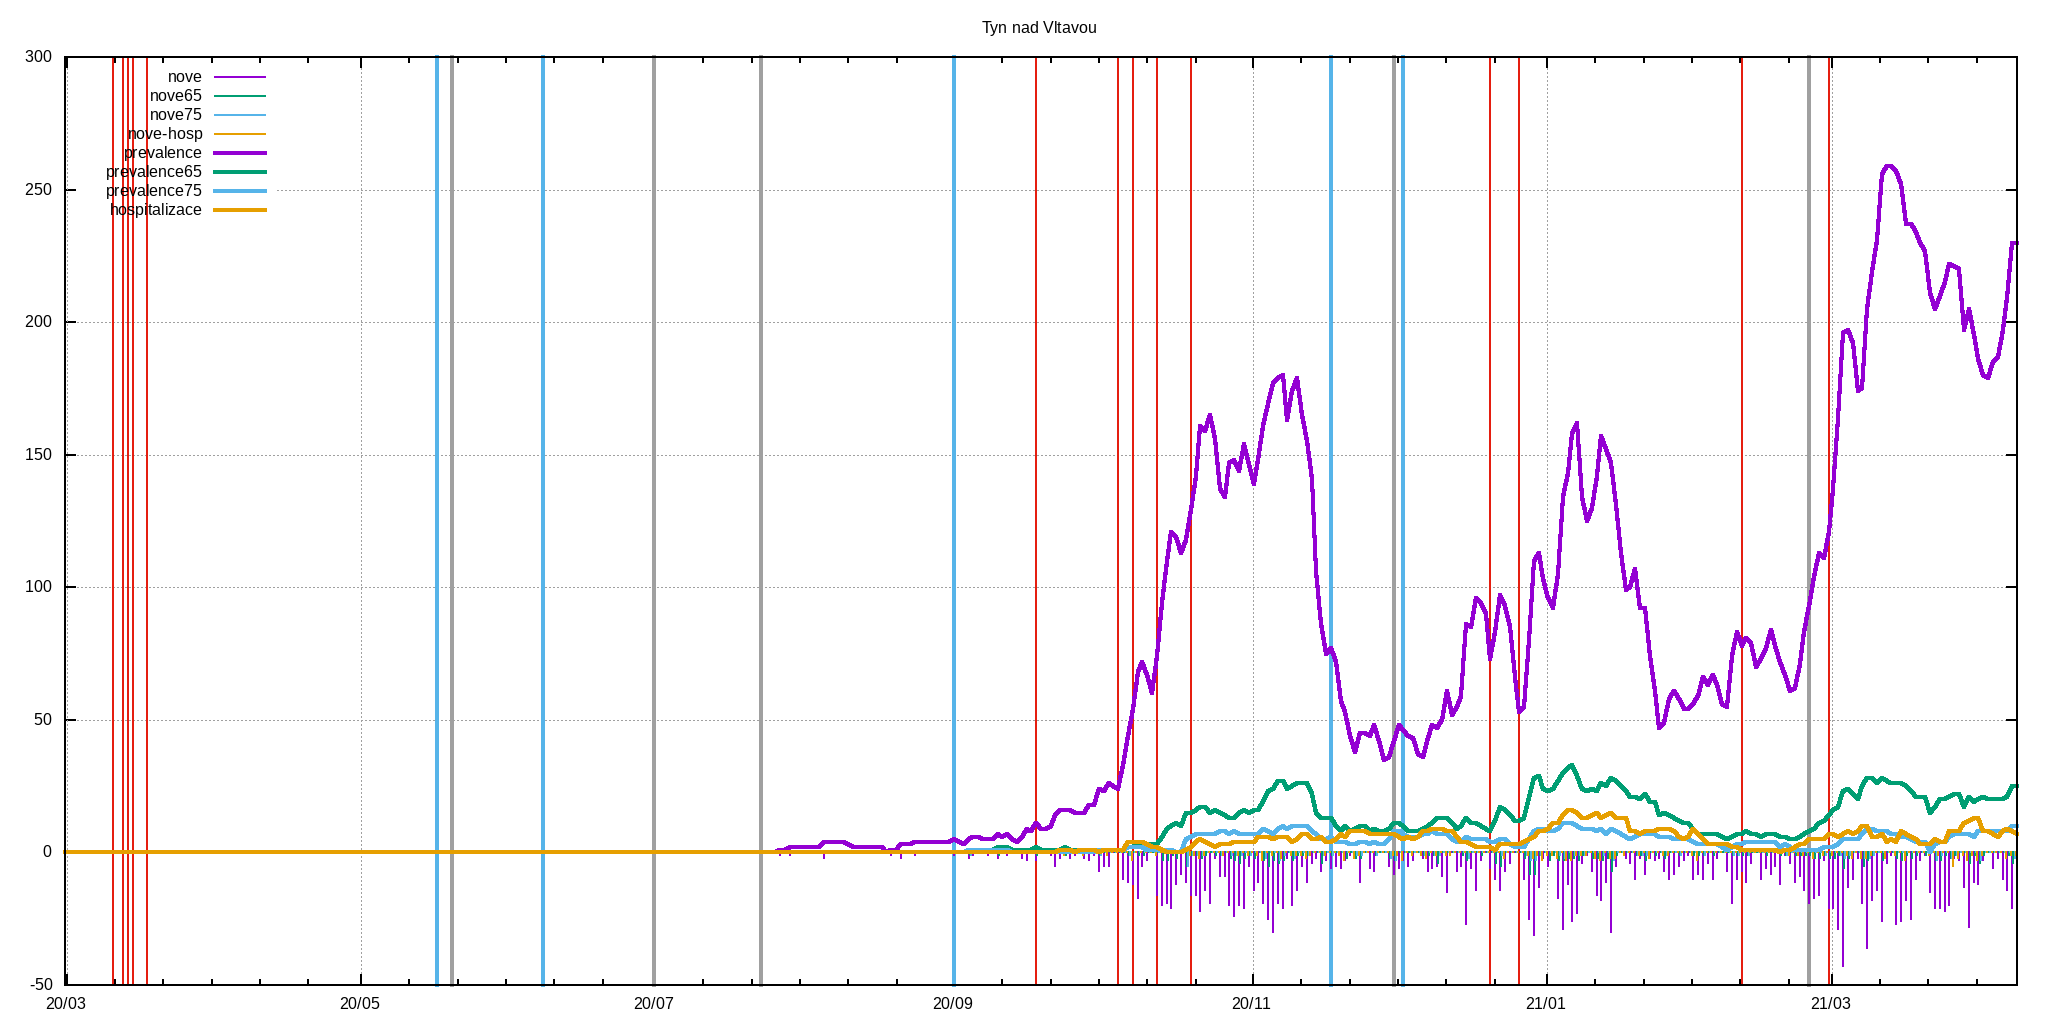 Tyn nad Vltavou
300
250
200
150
100
50
0
-50
nove
nove65
nove75
nove-hosp
prevalence
prevalence65
prevalence75
hospitalizace
20/03 20/05 20/07 20/09 20/11 21/01 21/03